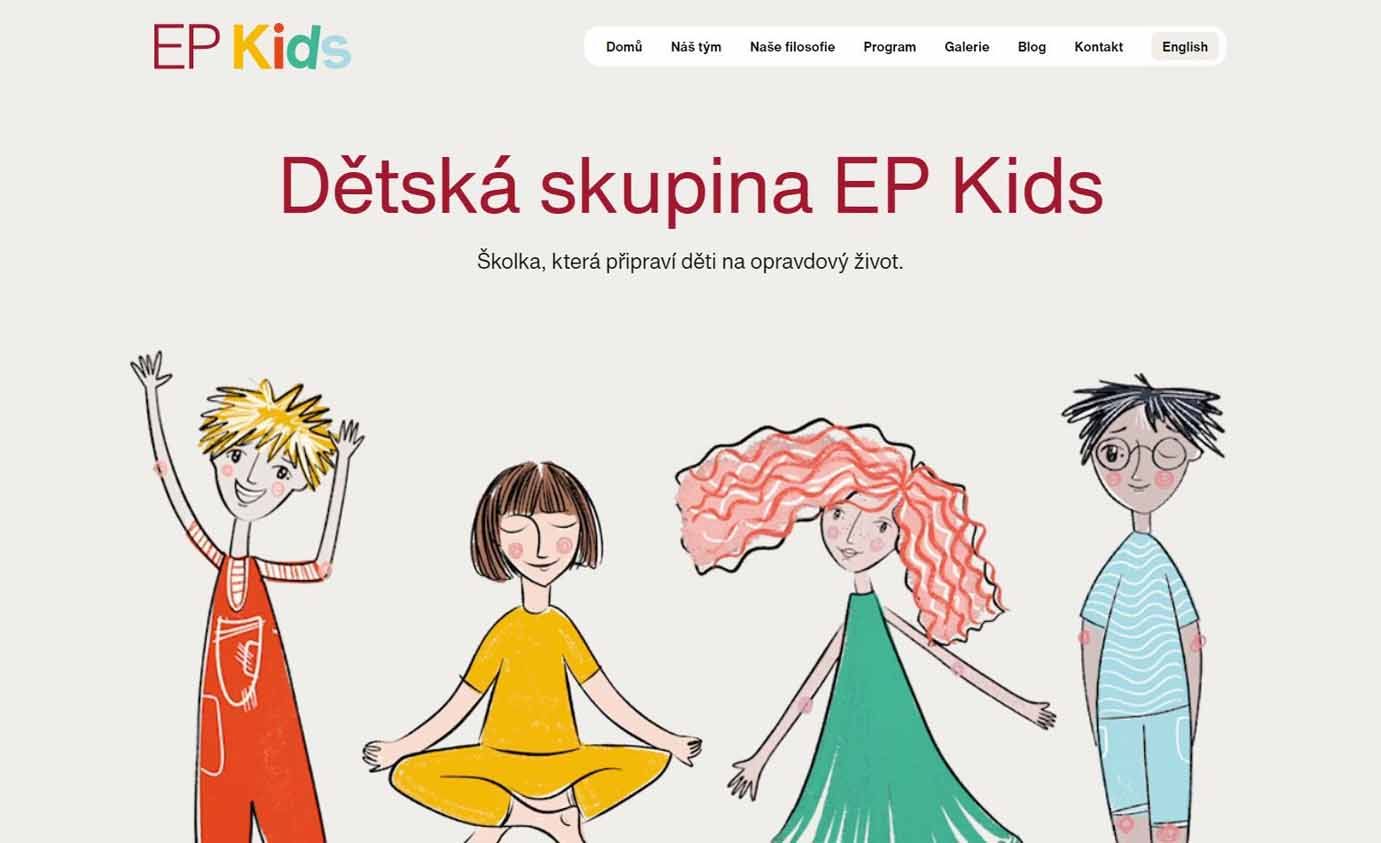 EP Kids
Domů Náš tým Naše filosofie Program Galerie Blog Kontakt English
Dětská skupina EP Kids
Školka, která připraví děti na opravdový život.